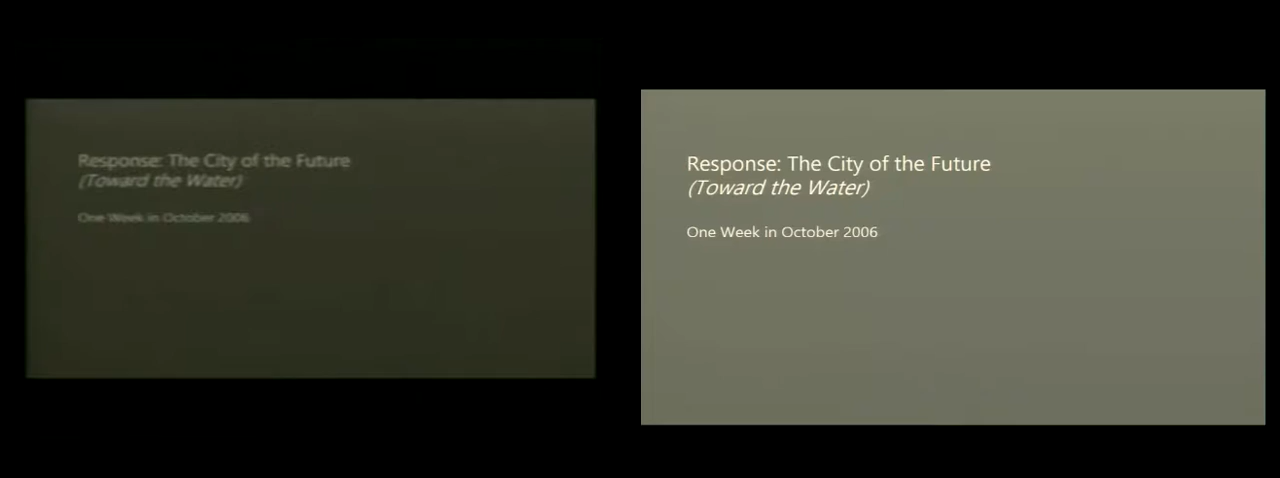 Response: The City of the Future
(Toward the Water)
One Week in October 2006
Response: The City of the Future
(Toward the Water)
One Week in October 2006